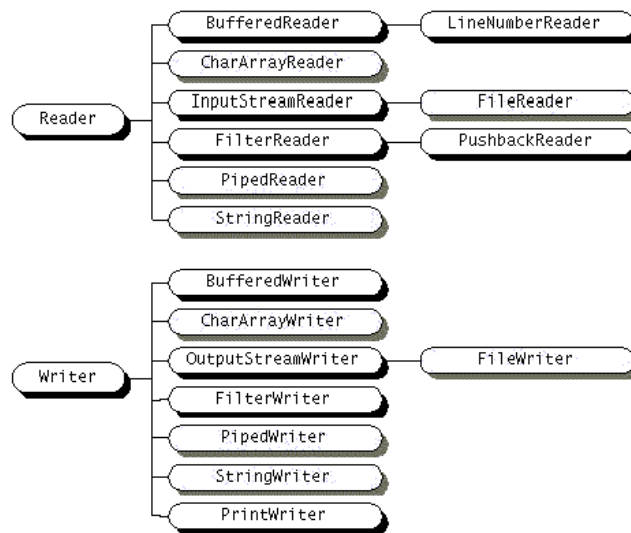 BufferedReader
LineNumberReader
CharArrayReader
InputStreamReader
FileReader
Reader
FilterReader
PushbackReader
PipedReader
StringReader
BufferedWriter
CharArrayWriter
OutputStreamWriter
FileWriter
Writer
FilterWriter
PipedWriter
StringWriter
PrintWriter